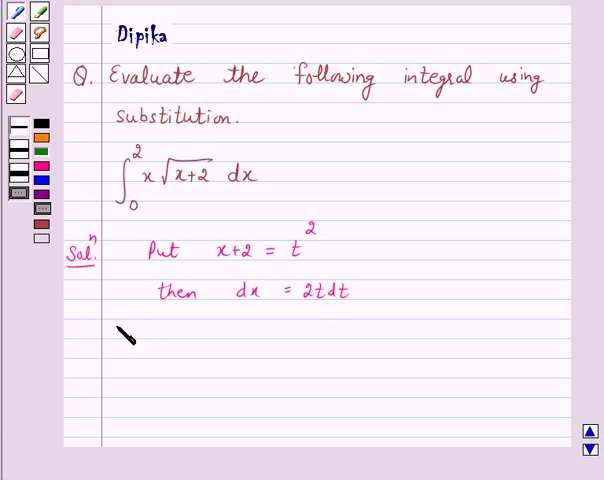 Dipika
Q. Evaluate the following integral using
substitution.
∫₀² x √(x+2) dx
Solⁿ. Put x+2 = t²
then dx = 2tdt